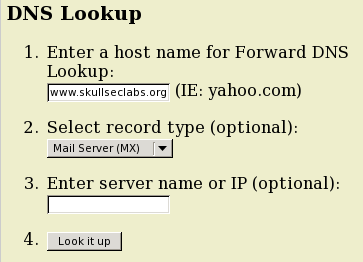 DNS Lookup
1. Enter a host name for Forward DNS
Lookup:
www.skullseclabs.org (IE: yahoo.com)
2. Select record type (optional):
Mail Server (MX)
3. Enter server name or IP (optional):
4. Look it up